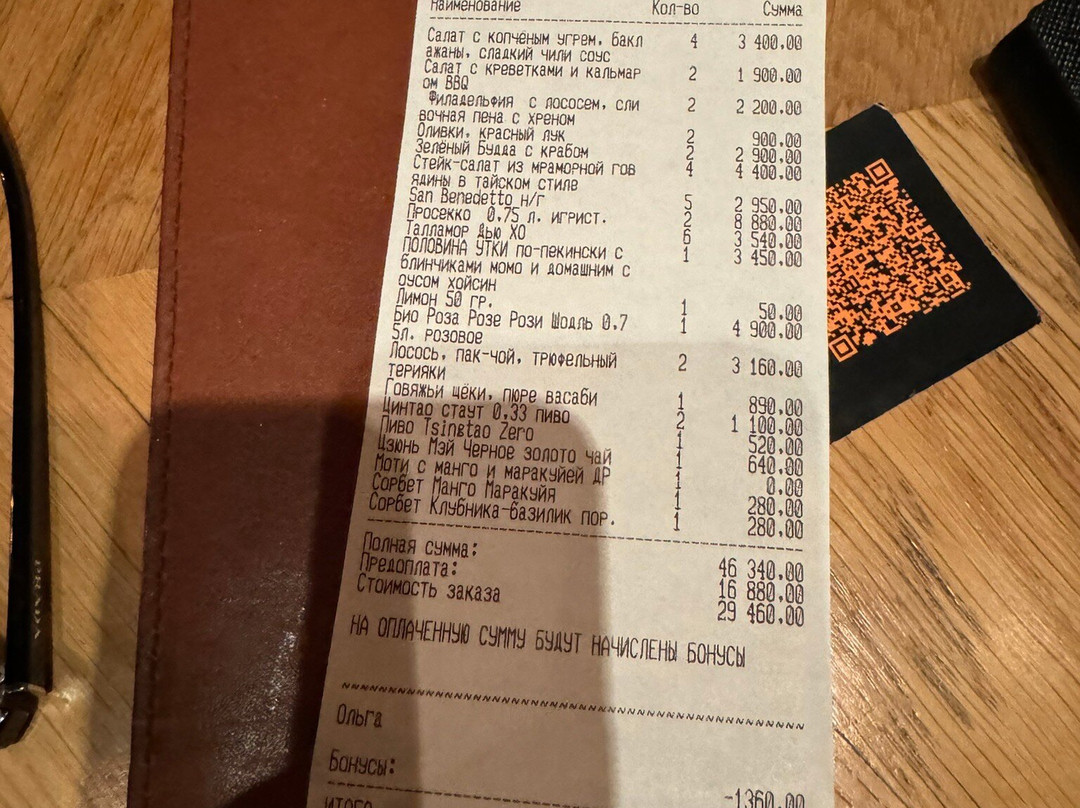 Наименование Кол-во Сумма
Салат с копчёным угрем, бакл 4 3 400.00
ажаны, сладкий чили соус
Салат с креветками и кальмар 2 1 900.00
ом BBQ
Филадельфия с лососем, сли 2 2 200.00
вочная пена с хреном
Оливки, красный лук 2 900.00
Зелёный Будда с крабом 2 2 900.00
Стейк-салат из мраморной гов 4 4 400.00
ядины в тайском стиле
San Benedetto н/г 5 2 950.00
Просекко 0,75 л. игрист. 2 8 880.00
Талламор Дью ХО 6 3 540.00
ПОЛОВИНА УТКИ по-пекински с 1 3 450.00
блинчиками момо и домашним с
оусом хойсин
Лимон 50 гр. 1 50.00
Био Роза Розе Рози Шодль 0,7 1 4 900.00
5л. розовое
Лосось, пак-чой, трюфельный 2 3 160.00
терияки
Говяжьи щёки, пюре васаби 1 890.00
Цинтао стаут 0,33 пиво 2 1 100.00
Пиво Tsingtao Zero 1 520.00
Цзюнь Мэй Черное золото чай 1 640.00
Моти с манго и маракуйей ДР 1 0.00
Сорбет Манго Маракуйя 1 280.00
Сорбет Клубника-базилик пор. 1 280.00
Полная сумма: 46 340.00
Предоплата: 16 880.00
Стоимость заказа 29 460.00
НА ОПЛАЧЕННУЮ СУММУ БУДУТ НАЧИСЛЕНЫ БОНУСЫ
Ольга
Бонусы:
-1360.00
ИТОГО
PRADA